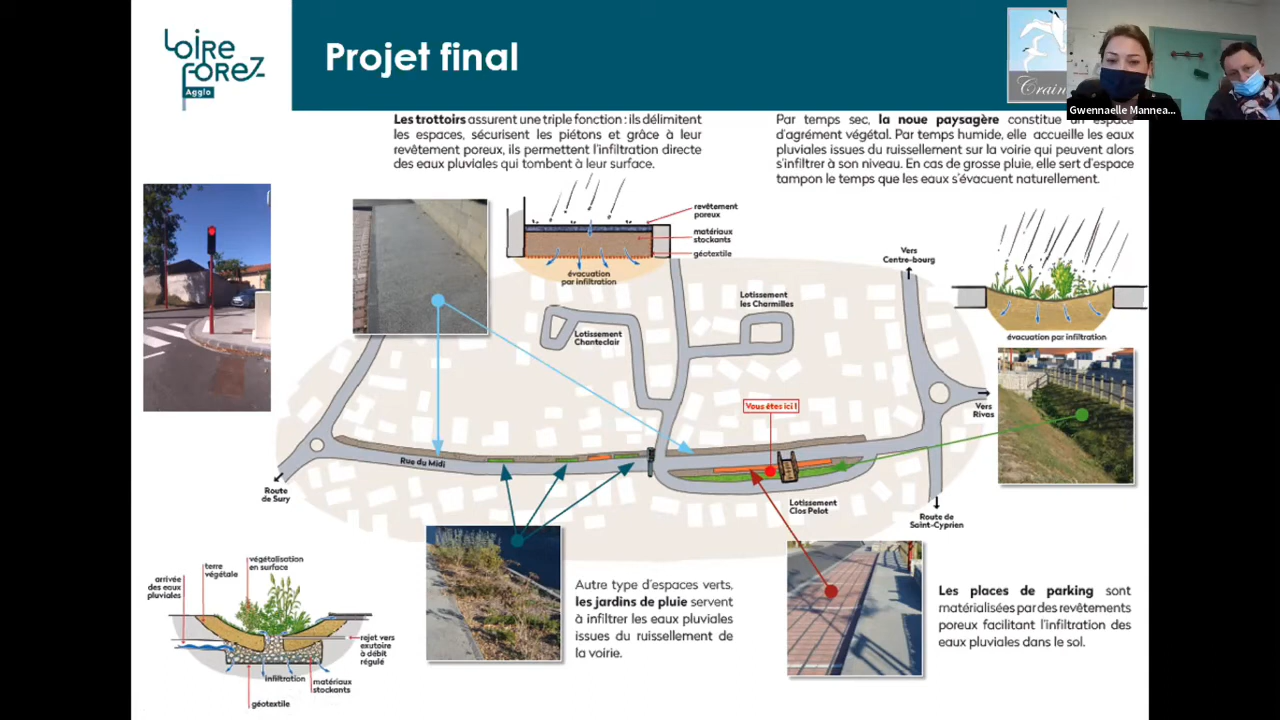 Loire
forez
Agglo
Projet final
Crain
Gwennaelle Mannea...
Les trottoirs assurent une triple fonction : ils délimitent
les espaces, sécurisent les piétons et grâce à leur
revêtement poreux, ils permettent l'infiltration directe
des eaux pluviales qui tombent à leur surface.
Par temps sec, la noue paysagère constitue un espace
d'agrément végétal. Par temps humide, elle accueille les eaux
pluviales issues du ruissellement sur la voirie qui peuvent alors
s'infiltrer à son niveau. En cas de grosse pluie, elle sert d'espace
tampon le temps que les eaux s'évacuent naturellement.
revêtement
poreux
matériaux
stockants
géotextile
évacuation
par infiltration
Vers
Centre-bourg
évacuation par infiltration
Lotissement
les Charmilles
Lotissement
Chanteclair
Vous êtes ici !
Vers
Rivas
Rue du Midi
Route
de Sury
Lotissement
Clos Pelot
Route de
Saint-Cyprien
arrivée
des eaux
pluviales
terre
végétale
végétalisation
en surface
rejet vers
exutoire
à débit
régulé
infiltration
matériaux
stockants
géotextile
Autre type d'espaces verts,
les jardins de pluie servent
à infiltrer les eaux pluviales
issues du ruissellement de
la voirie.
Les places de parking sont
matérialisées par des revêtements
poreux facilitant l'infiltration des
eaux pluviales dans le sol.